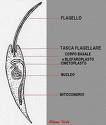 FLAGELLO
TASCA FLAGELLARE
CORPO BASALE
o BLEFAROPLASTO
CINETOPLASTO
NUCLEO
MITOCONDRIO